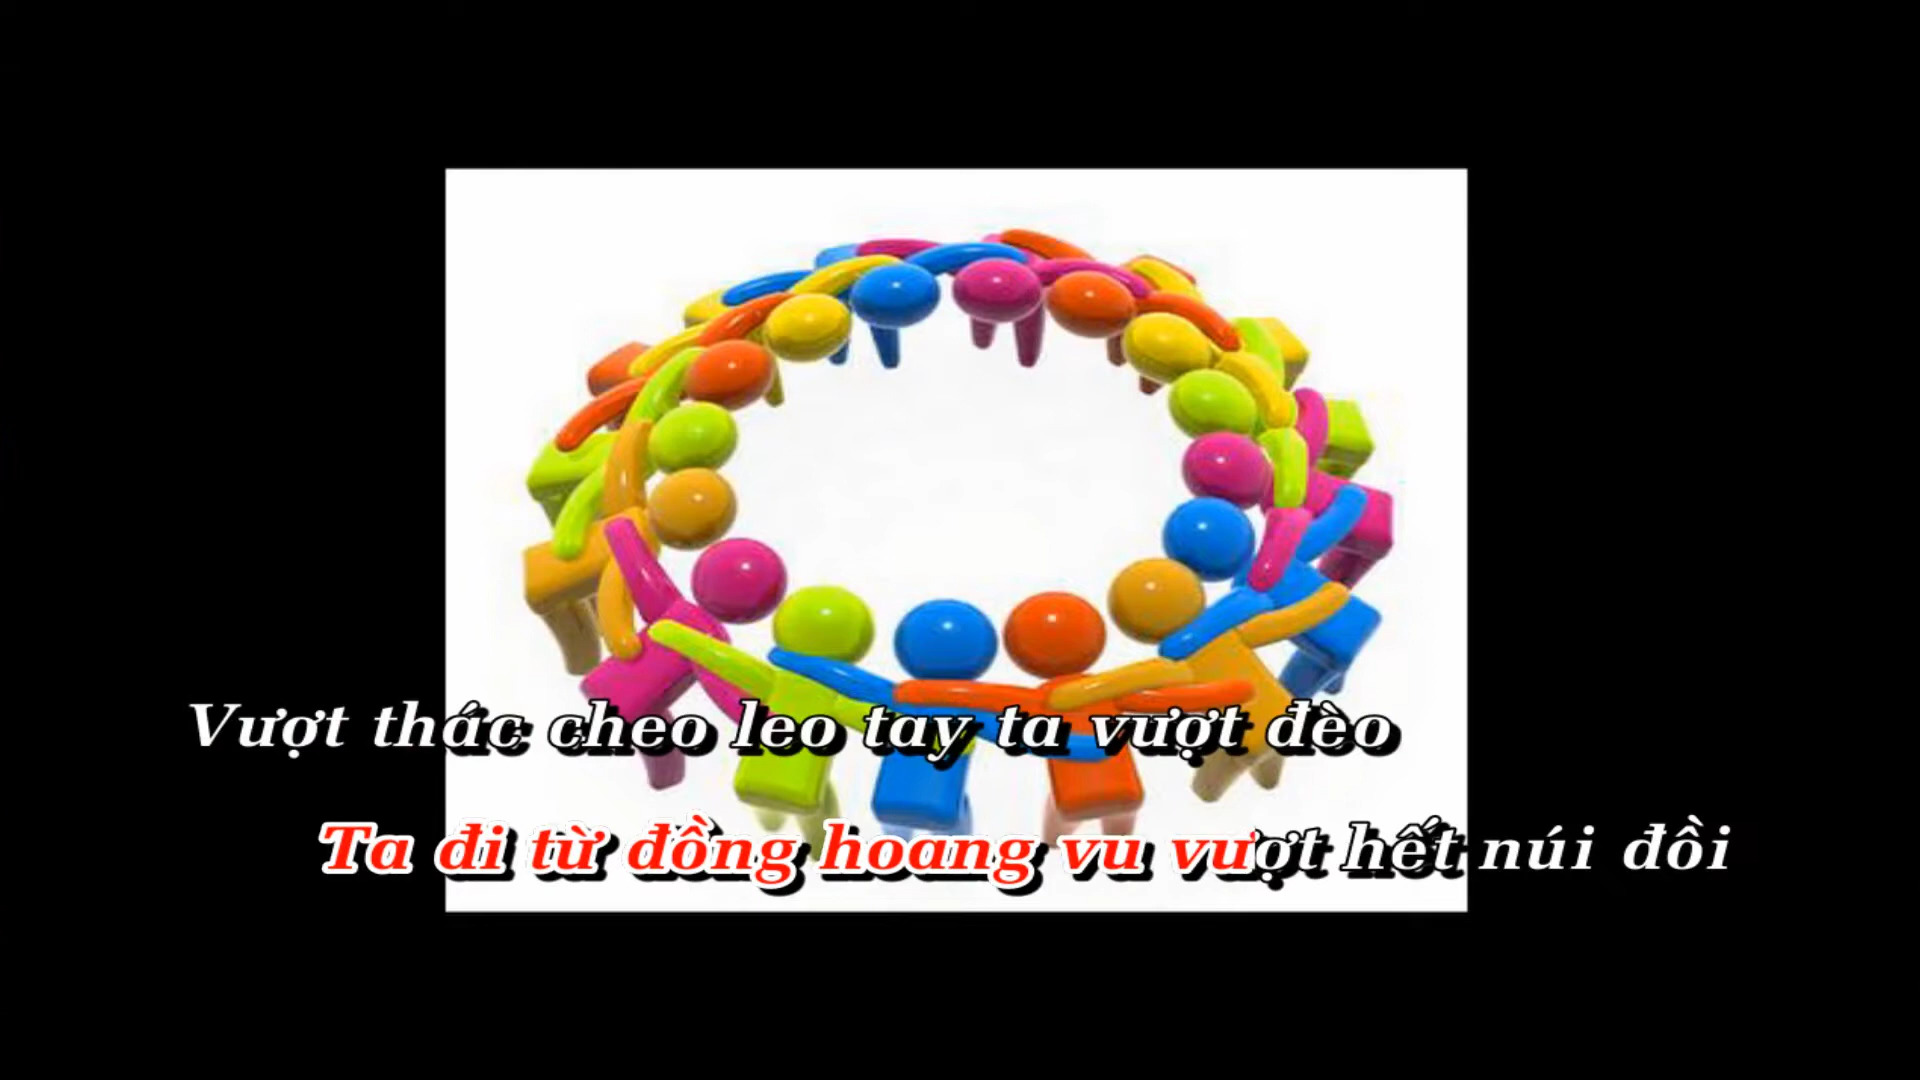 Vượt thác cheo leo tay ta vượt đèo
Ta đi từ đồng hoang vu vượt hết núi đồi